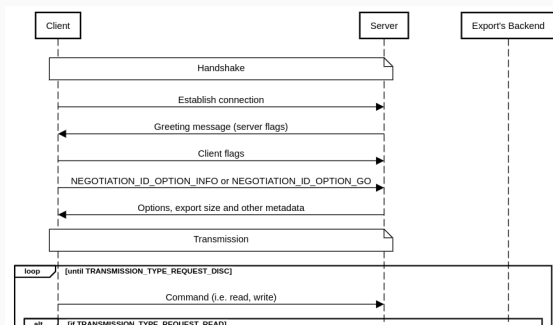 Client Server Export's Backend
Handshake
Establish connection
Greeting message (server flags)
Client flags
NEGOTIATION_ID_OPTION_INFO or NEGOTIATION_ID_OPTION_GO
Options, export size and other metadata
Transmission
loop [until TRANSMISSION_TYPE_REQUEST_DISC]
Command (i.e. read, write)
alt [if TRANSMISSION_TYPE_REQUEST_READ]